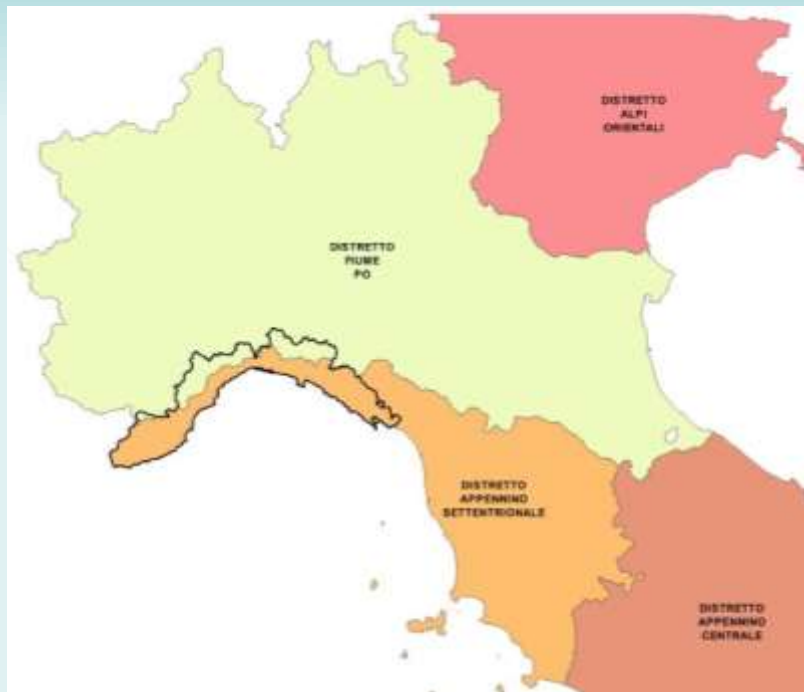 DISTRETTO
ALPI
ORIENTALI
DISTRETTO
FIUME
PO
DISTRETTO
APPENNINO
SETTENTRIONALE
DISTRETTO
APPENNINO
CENTRALE